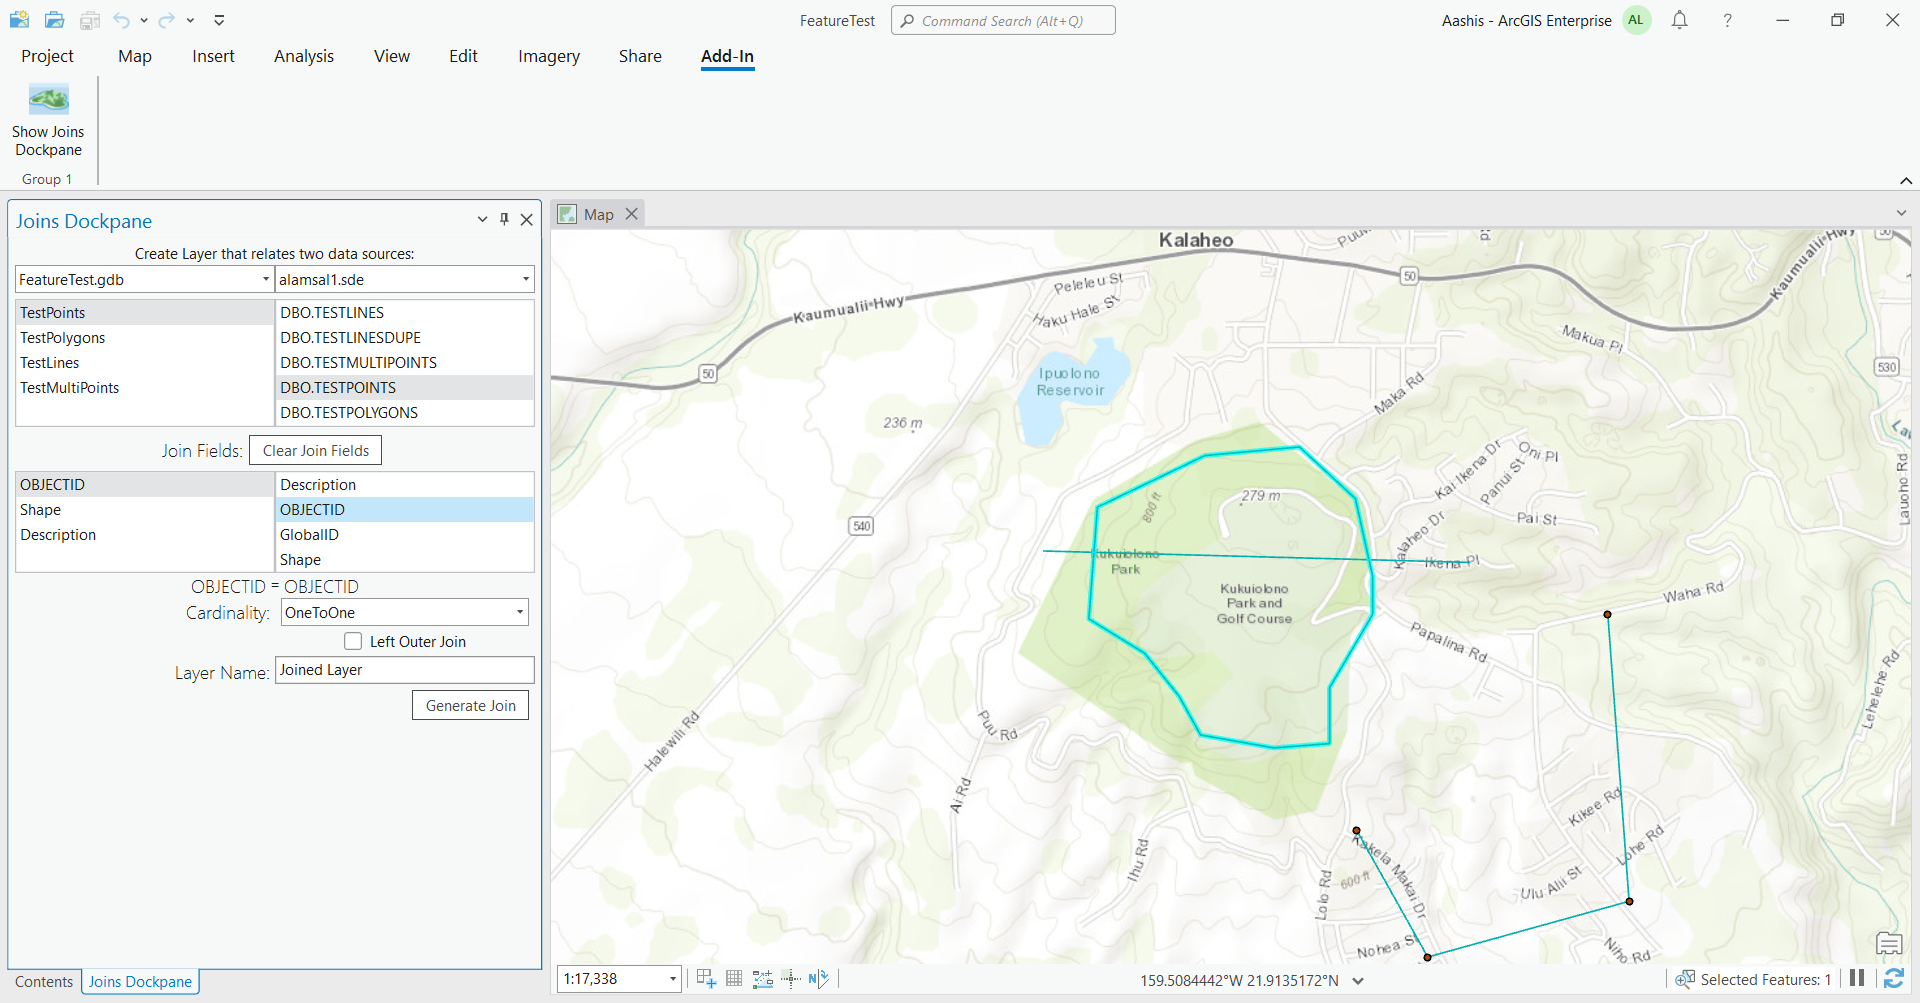 FeatureTest
Command Search (Alt+Q)
Aashis - ArcGIS Enterprise
AL
?
Project Map Insert Analysis View Edit Imagery Share Add-In
Show Joins
Dockpane
Group 1
Joins Dockpane
Map
Create Layer that relates two data sources:
FeatureTest.gdb
alamsal1.sde
TestPoints
TestPolygons
TestLines
TestMultiPoints
DBO.TESTLINES
DBO.TESTLINESDUPE
DBO.TESTMULTIPOINTS
DBO.TESTPOINTS
DBO.TESTPOLYGONS
Join Fields:
Clear Join Fields
OBJECTID
Shape
Description
Description
OBJECTID
GlobalID
Shape
OBJECTID = OBJECTID
Cardinality:
OneToOne
Left Outer Join
Layer Name:
Joined Layer
Generate Join
Contents
Joins Dockpane
Kalaheo
Kaumualii Hwy
Peleleu St
Haku Hale St
50
50
50
Kaumualii Hwy
Makua Pl
530
Ipuolono
Reservoir
236 m
Maka Rd
Kai Ikena Dr
Oni Pl
Panui St
Pai St
Lauoho Rd
540
800 ft
279 m
Kalaheo Dr
Ikena Pl
Kukuiolono
Park
Kukuiolono
Park and
Golf Course
Waha Rd
Papalina Rd
Lelehehe Rd
Halewili Rd
Puu Rd
Ai Rd
Ihu Rd
Kikee Rd
Lohe Rd
Kakela Makai Dr
600 ft
Lolo Rd
Ulu Alii St
Nohea St
Niho Rd
1:17,338
159.5084442°W 21.9135172°N
Selected Features: 1